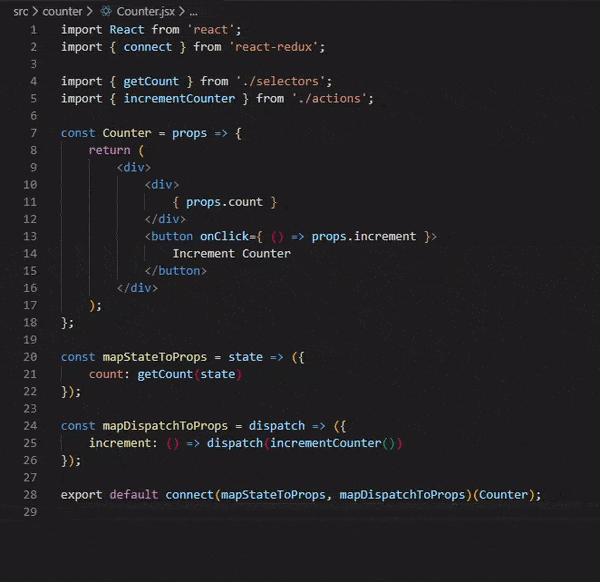 src > counter > Counter.jsx > ...
1 import React from 'react';
2 import { connect } from 'react-redux';
3
4 import { getCount } from './selectors';
5 import { incrementCounter } from './actions';
6
7 const Counter = props => {
8     return (
9         <div>
10             <div>
11                 { props.count }
12             </div>
13             <button onClick={ () => props.increment }>
14                 Increment Counter
15             </button>
16         </div>
17     );
18 };
19
20 const mapStateToProps = state => ({
21     count: getCount(state)
22 });
23
24 const mapDispatchToProps = dispatch => ({
25     increment: () => dispatch(incrementCounter())
26 });
27
28 export default connect(mapStateToProps, mapDispatchToProps)(Counter);
29